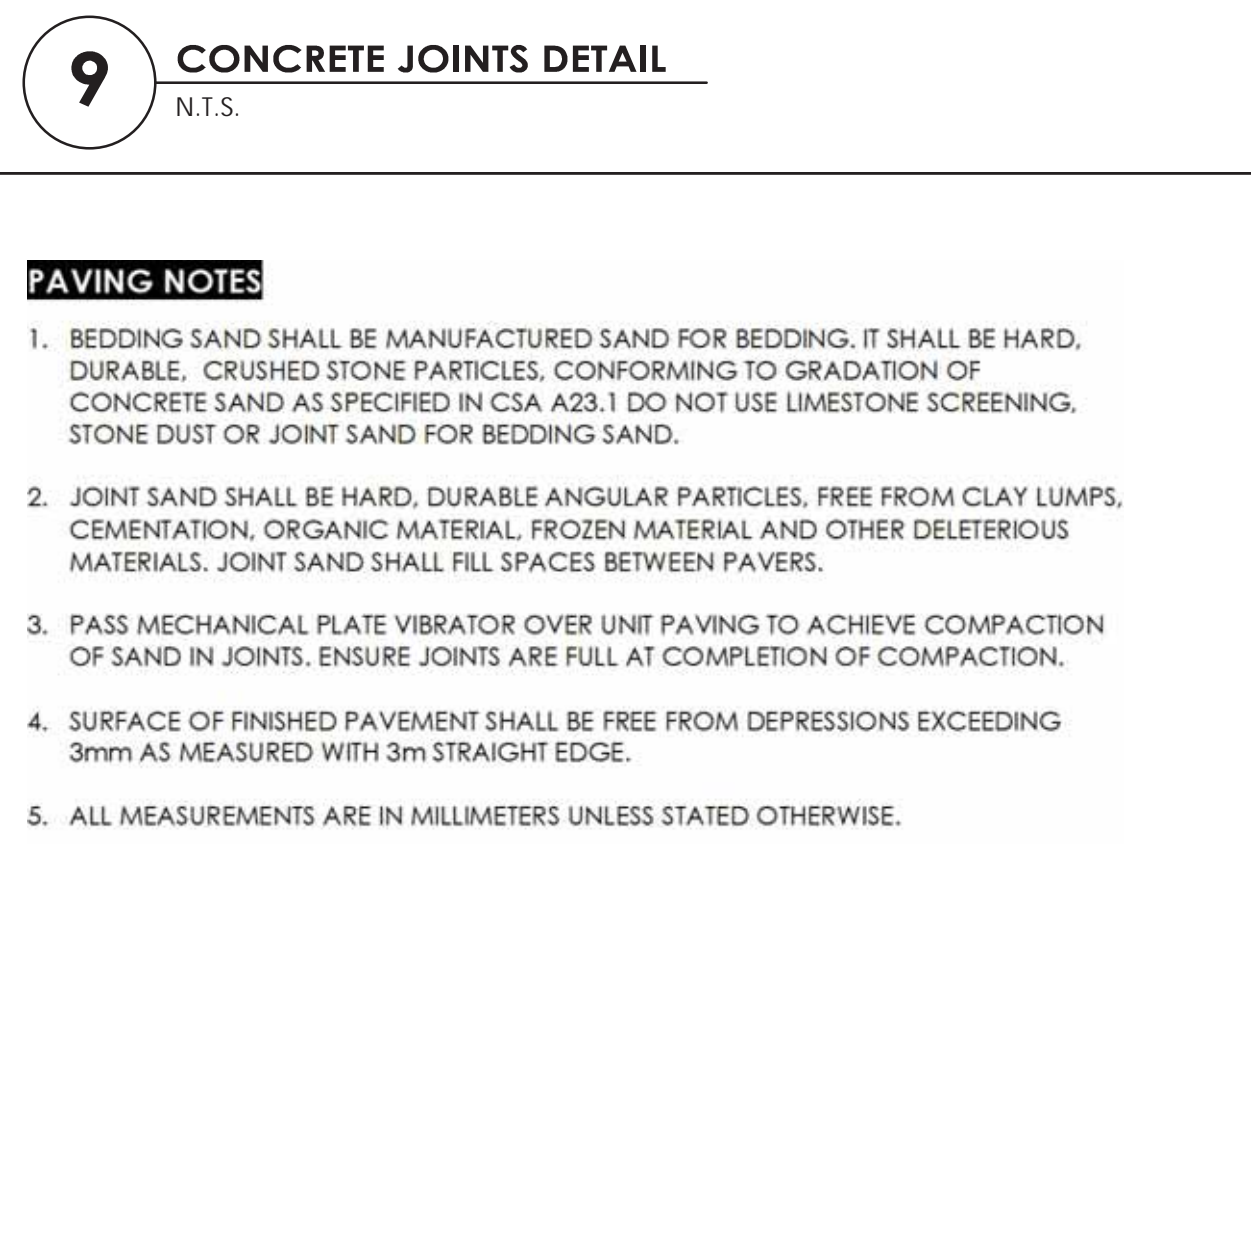 9
CONCRETE JOINTS DETAIL
N.T.S.
PAVING NOTES
1. BEDDING SAND SHALL BE MANUFACTURED SAND FOR BEDDING. IT SHALL BE HARD,
DURABLE, CRUSHED STONE PARTICLES, CONFORMING TO GRADATION OF
CONCRETE SAND AS SPECIFIED IN CSA A23.1 DO NOT USE LIMESTONE SCREENING,
STONE DUST OR JOINT SAND FOR BEDDING SAND.
2. JOINT SAND SHALL BE HARD, DURABLE ANGULAR PARTICLES, FREE FROM CLAY LUMPS,
CEMENTATION, ORGANIC MATERIAL, FROZEN MATERIAL AND OTHER DELETERIOUS
MATERIALS. JOINT SAND SHALL FILL SPACES BETWEEN PAVERS.
3. PASS MECHANICAL PLATE VIBRATOR OVER UNIT PAVING TO ACHIEVE COMPACTION
OF SAND IN JOINTS. ENSURE JOINTS ARE FULL AT COMPLETION OF COMPACTION.
4. SURFACE OF FINISHED PAVEMENT SHALL BE FREE FROM DEPRESSIONS EXCEEDING
3mm AS MEASURED WITH 3m STRAIGHT EDGE.
5. ALL MEASUREMENTS ARE IN MILLIMETERS UNLESS STATED OTHERWISE.